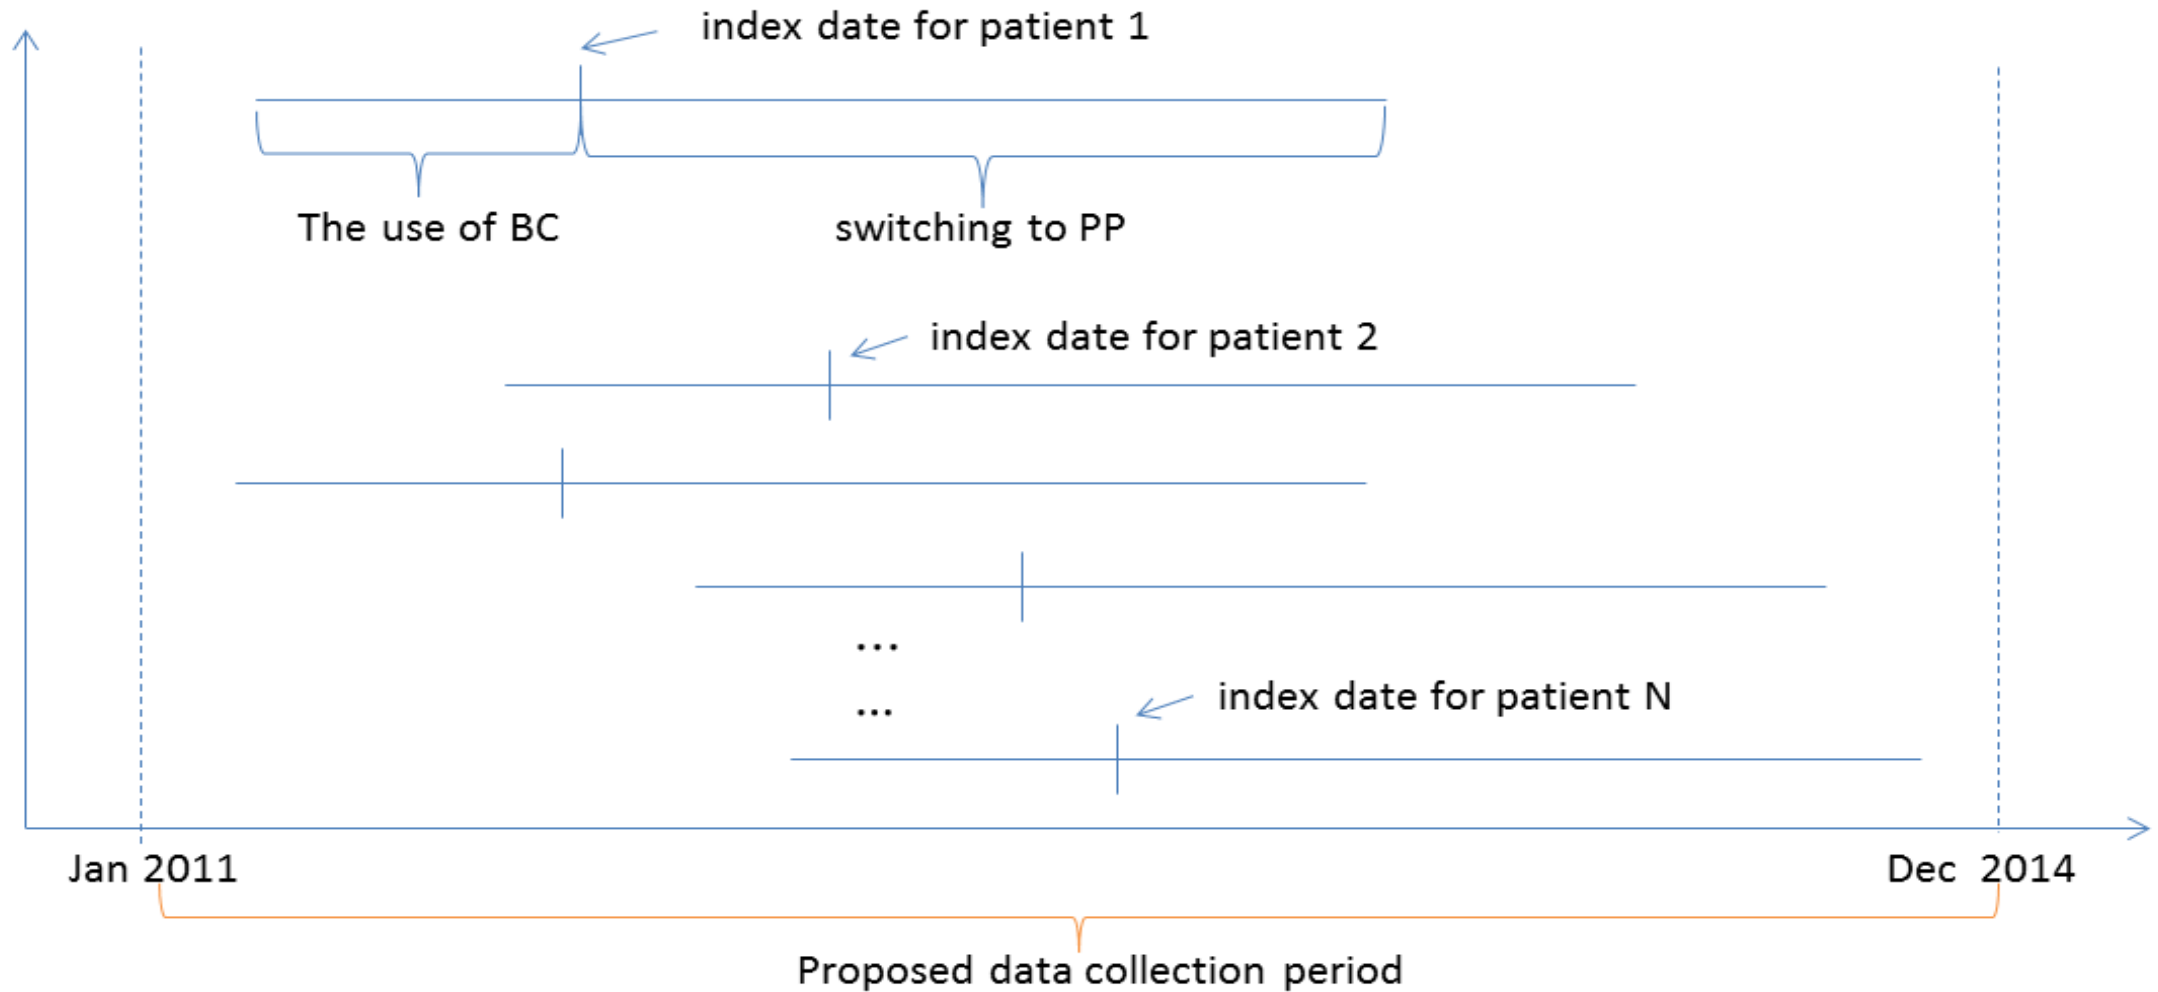 index date for patient 1
The use of BC
switching to PP
index date for patient 2
...
...
index date for patient N
Jan 2011
Dec 2014
Proposed data collection period